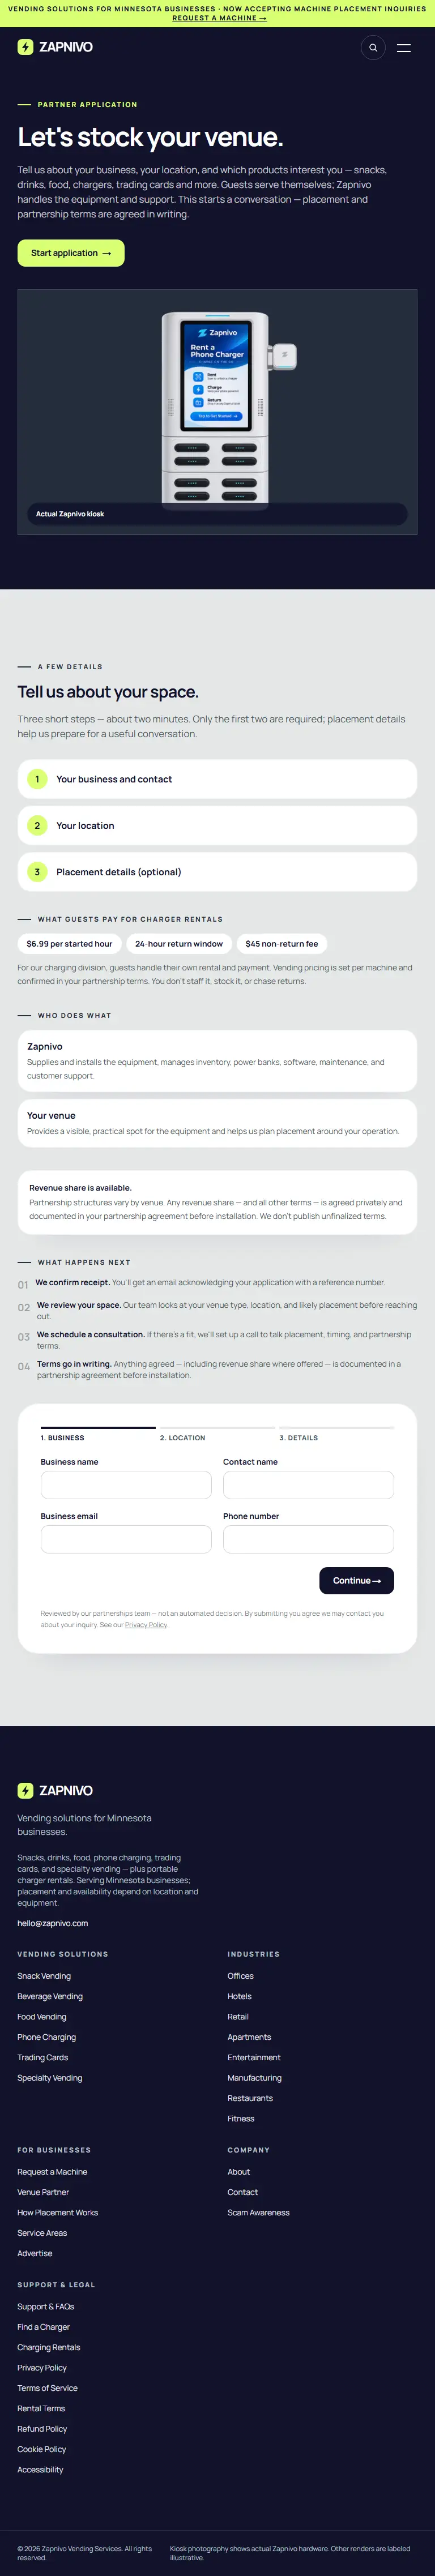 VENDING SOLUTIONS FOR MINNESOTA BUSINESSES · NOW ACCEPTING MACHINE PLACEMENT INQUIRIES
REQUEST A MACHINE →
ZAPNIVO
PARTNER APPLICATION
Let's stock your venue.
Tell us about your business, your location, and which products interest you — snacks,
drinks, food, chargers, trading cards and more. Guests serve themselves; Zapnivo
handles the equipment and support. This starts a conversation — placement and
partnership terms are agreed in writing.
Start application →
Zapnivo
Rent a
Phone Charger
Rent
Charge
Return
Tap to Get Started
Actual Zapnivo kiosk
A FEW DETAILS
Tell us about your space.
Three short steps — about two minutes. Only the first two are required; placement details
help us prepare for a useful conversation.
1 Your business and contact
2 Your location
3 Placement details (optional)
WHAT GUESTS PAY FOR CHARGER RENTALS
$6.99 per started hour
24-hour return window
$45 non-return fee
For our charging division, guests handle their own rental and payment. Vending pricing is set per machine and
confirmed in your partnership terms. You don't staff it, stock it, or chase returns.
WHO DOES WHAT
Zapnivo
Supplies and installs the equipment, manages inventory, power banks, software, maintenance, and
customer support.
Your venue
Provides a visible, practical spot for the equipment and helps us plan placement around your operation.
Revenue share is available.
Partnership structures vary by venue. Any revenue share — and all other terms — is agreed privately and
documented in your partnership agreement before installation. We don't publish unfinalized terms.
WHAT HAPPENS NEXT
01 We confirm receipt. You'll get an email acknowledging your application with a reference number.
02 We review your space. Our team looks at your venue type, location, and likely placement before reaching
out.
03 We schedule a consultation. If there's a fit, we'll set up a call to talk placement, timing, and partnership
terms.
04 Terms go in writing. Anything agreed — including revenue share where offered — is documented in a
partnership agreement before installation.
1. BUSINESS
2. LOCATION
3. DETAILS
Business name
Contact name
Business email
Phone number
Continue →
Reviewed by our partnerships team — not an automated decision. By submitting you agree we may contact you
about your inquiry. See our Privacy Policy.
ZAPNIVO
Vending solutions for Minnesota
businesses.
Snacks, drinks, food, phone charging, trading
cards, and specialty vending — plus portable
charger rentals. Serving Minnesota businesses;
placement and availability depend on location and
equipment.
hello@zapnivo.com
VENDING SOLUTIONS
Snack Vending
Beverage Vending
Food Vending
Phone Charging
Trading Cards
Specialty Vending
INDUSTRIES
Offices
Hotels
Retail
Apartments
Entertainment
Manufacturing
Restaurants
Fitness
FOR BUSINESSES
Request a Machine
Venue Partner
How Placement Works
Service Areas
Advertise
COMPANY
About
Contact
Scam Awareness
SUPPORT & LEGAL
Support & FAQs
Find a Charger
Charging Rentals
Privacy Policy
Terms of Service
Rental Terms
Refund Policy
Cookie Policy
Accessibility
© 2026 Zapnivo Vending Services. All rights
reserved.
Kiosk photography shows actual Zapnivo hardware. Other renders are labeled
illustrative.